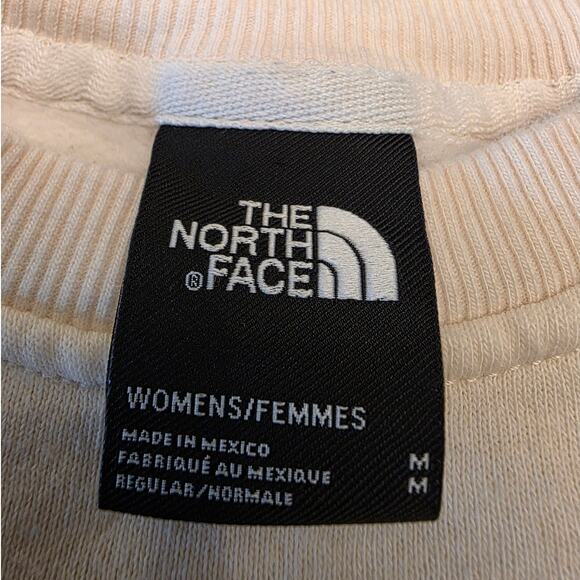 THE
NORTH
®FACE
WOMENS/FEMMES
MADE IN MEXICO
FABRIQUÉ AU MEXIQUE M
REGULAR/NORMALE M